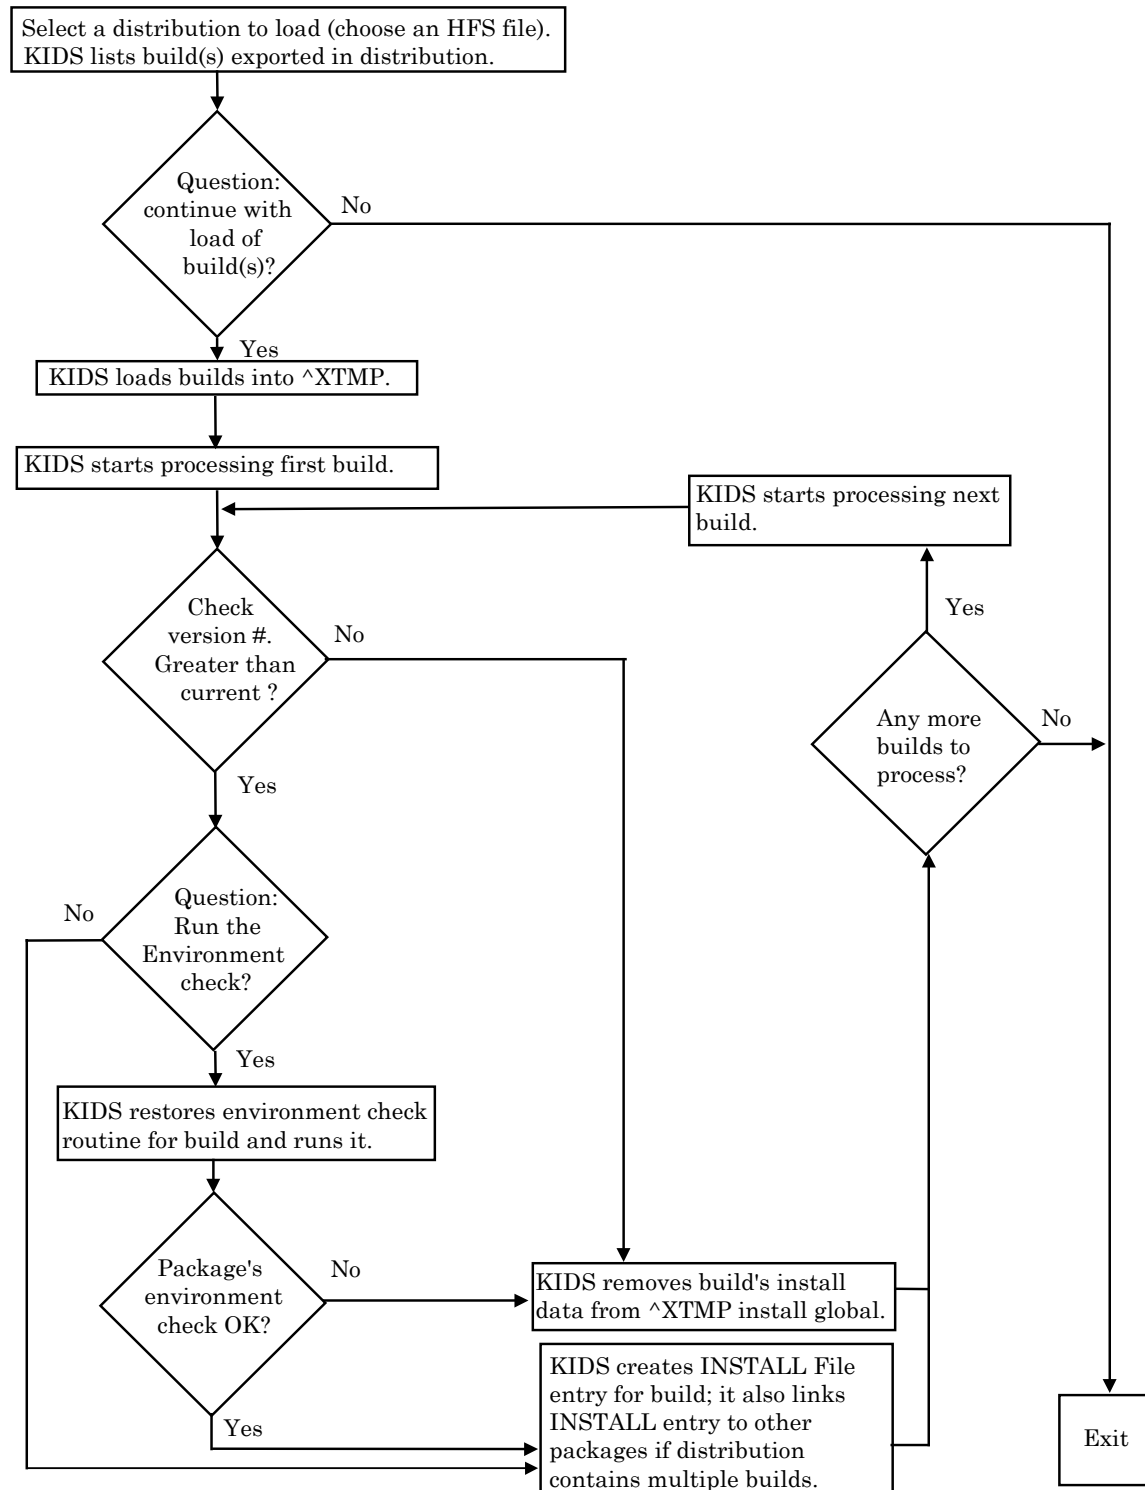 Select a distribution to load (choose an HFS file).
KIDS lists build(s) exported in distribution.
Question:
continue with
load of
build(s)?
No
Yes
KIDS loads builds into ^XTMP.
KIDS starts processing first build.
KIDS starts processing next
build.
Check
version #.
Greater than
current ?
No
Yes
Yes
Any more
builds to
process?
No
Question:
Run the
Environment
check?
No
Yes
KIDS restores environment check
routine for build and runs it.
Package's
environment
check OK?
No
Yes
KIDS removes build's install
data from ^XTMP install global.
KIDS creates INSTALL File
entry for build; it also links
INSTALL entry to other
packages if distribution
contains multiple builds.
Exit